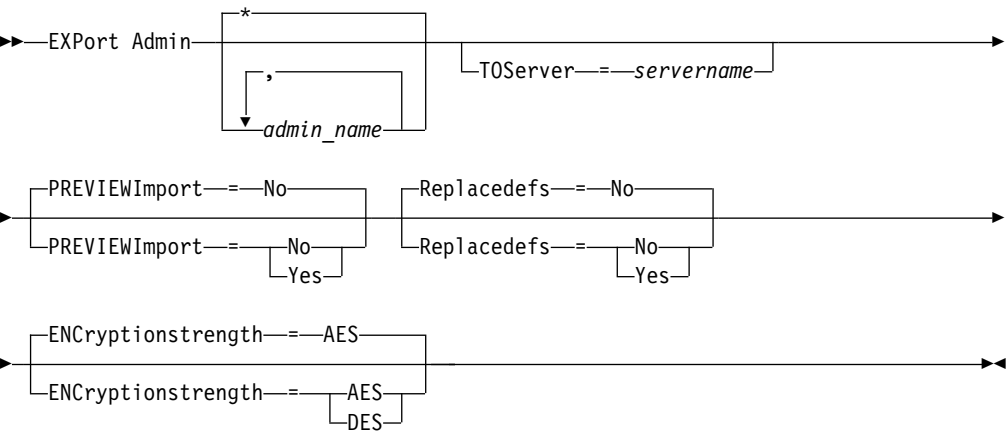 *
EXPort Admin
TOServer = servername
,
admin_name
PREVIEWImport = No Replacedefs = No
PREVIEWImport = No Replacedefs = No
Yes Yes
ENCryptionstrength = AES
ENCryptionstrength = AES
DES